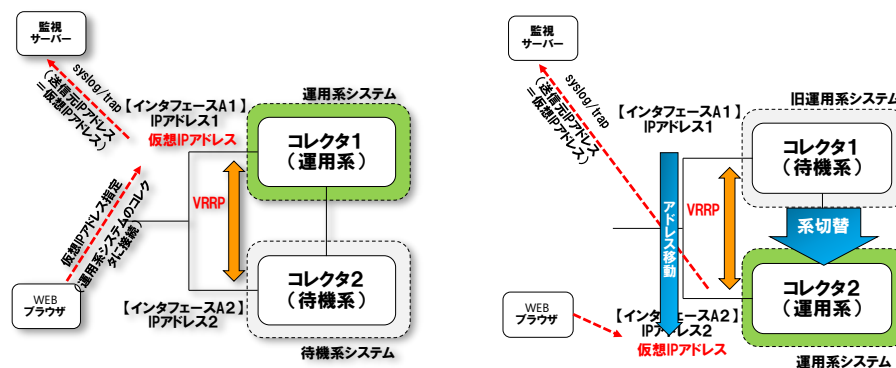 監視
サーバー
syslog/trap
(送信元IPアドレス
=仮想IPアドレス)
【インタフェースA1】
IPアドレス1
仮想IPアドレス
運用系システム
コレクタ1
(運用系)
VRRP
仮想IPアドレス指定
(運用系システムのコレク
タに接続)
コレクタ2
(待機系)
WEB
ブラウザ
【インタフェースA2】
IPアドレス2
待機系システム
監視
サーバー
syslog/trap
(送信元IPアドレス
=仮想IPアドレス)
【インタフェースA1】
IPアドレス1
旧運用系システム
コレクタ1
(待機系)
VRRP
アドレス移動
系切替
コレクタ2
(運用系)
WEB
ブラウザ
【インタフェースA2】
IPアドレス2
仮想IPアドレス
運用系システム